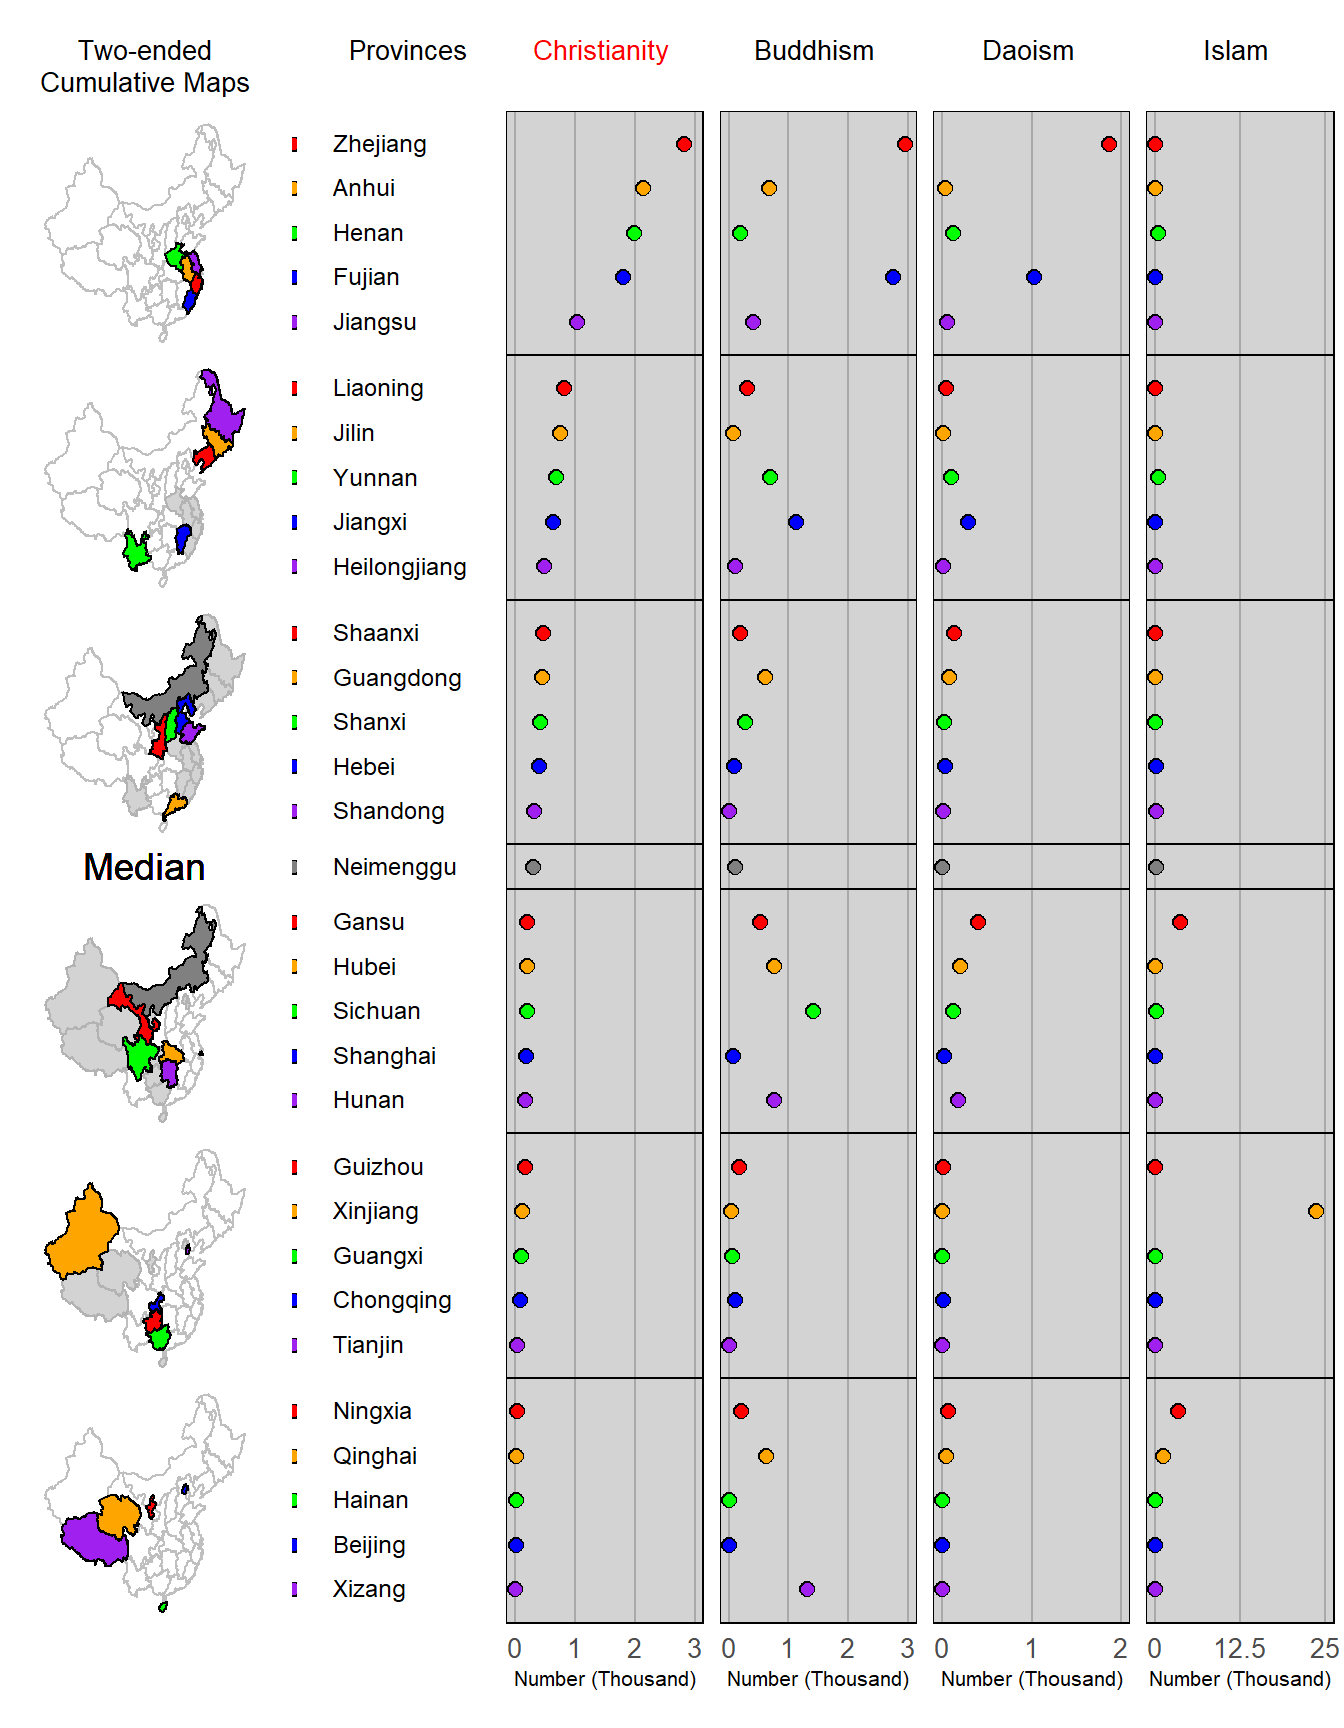 Two-ended
Cumulative Maps
Provinces
Christianity
Buddhism
Daoism
Islam
Zhejiang
Anhui
Henan
Fujian
Jiangsu
Liaoning
Jilin
Yunnan
Jiangxi
Heilongjiang
Shaanxi
Guangdong
Shanxi
Hebei
Shandong
Median
Neimenggu
Gansu
Hubei
Sichuan
Shanghai
Hunan
Guizhou
Xinjiang
Guangxi
Chongqing
Tianjin
Ningxia
Qinghai
Hainan
Beijing
Xizang
0 1 2 3
0 1 2 3
0 1 2
0 12.5 25
Number (Thousand)
Number (Thousand)
Number (Thousand)
Number (Thousand)